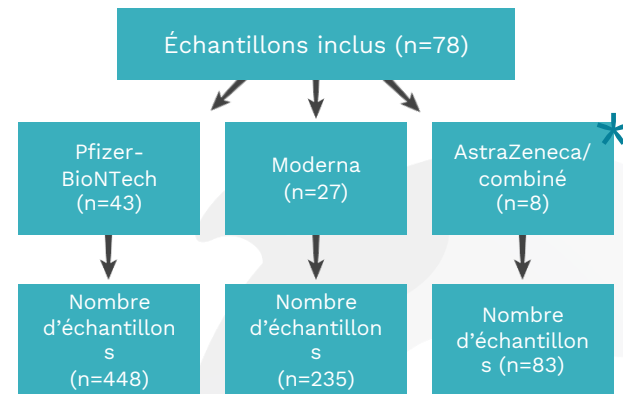 Échantillons inclus (n=78)
Pfizer-
BioNTech
(n=43)
Moderna
(n=27)
AstraZeneca/
combiné
(n=8)
*
Nombre
d’échantillon
s
(n=448)
Nombre
d’échantillon
s
(n=235)
Nombre
d’échantillon
s (n=83)